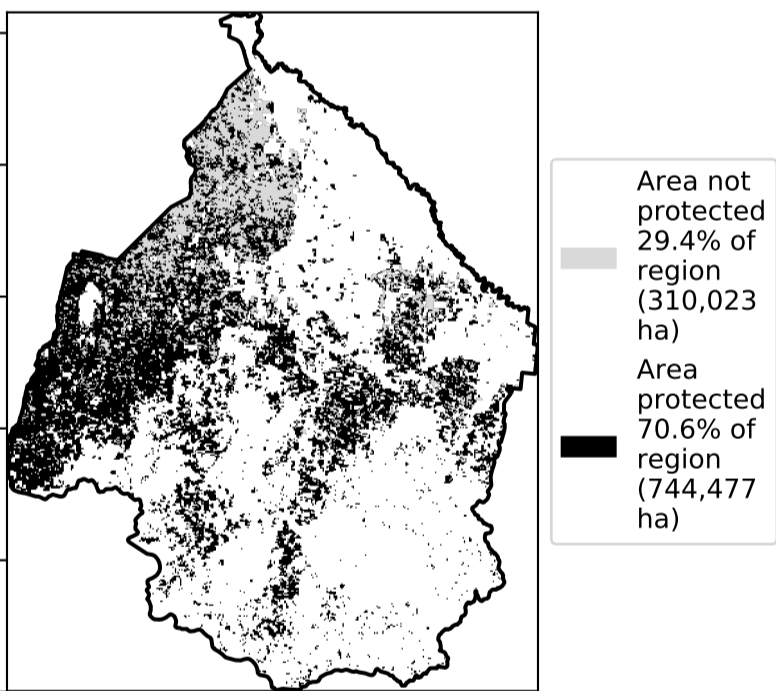 Area not
protected
29.4% of
region
(310,023
ha)
Area
protected
70.6% of
region
(744,477
ha)